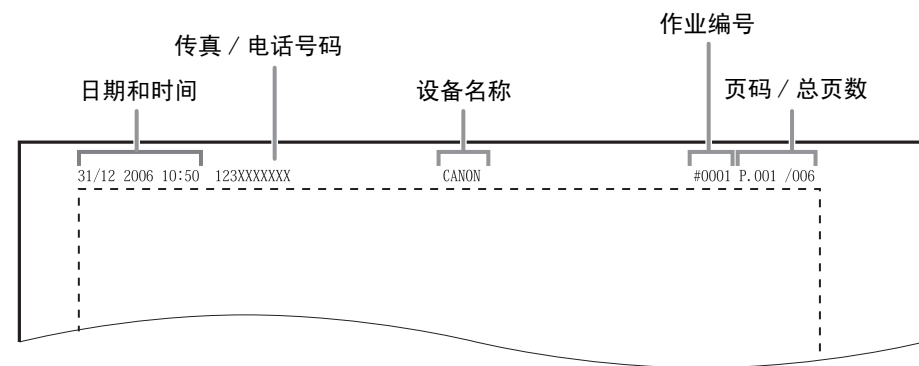 作业编号
传真 / 电话号码
日期和时间
设备名称
页码 / 总页数
31/12 2006 10:50 123XXXXXXX CANON #0001 P.001 /006